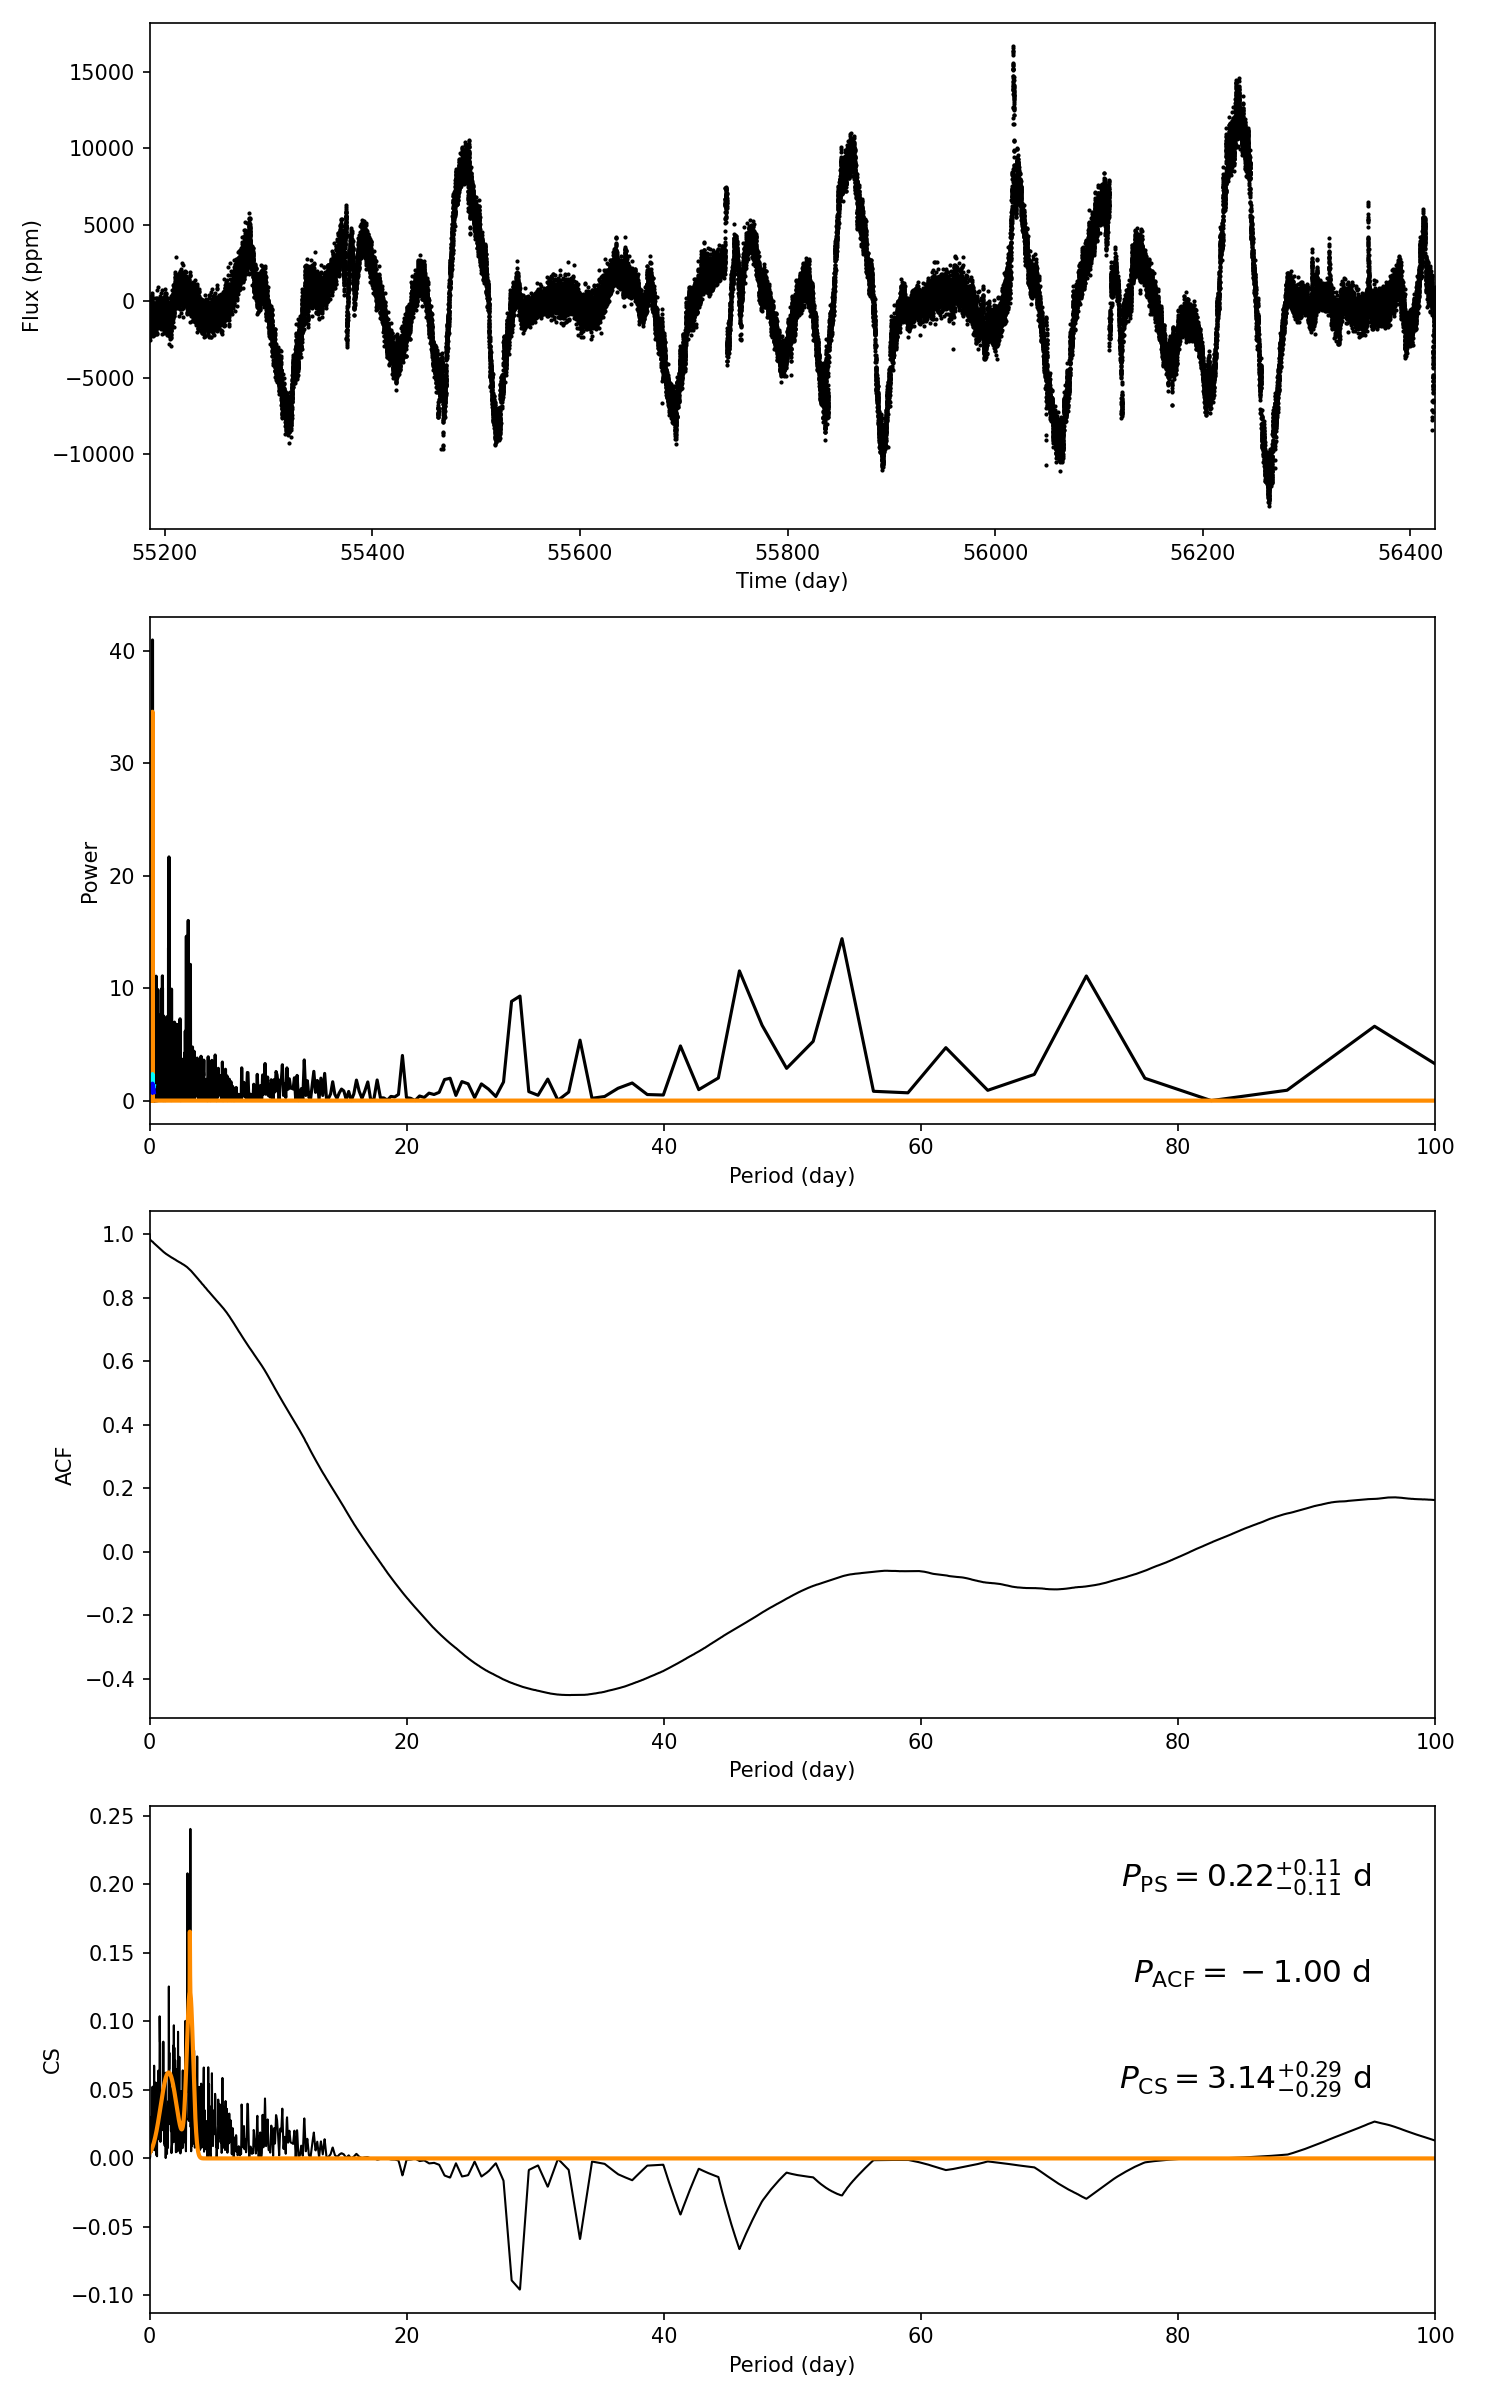 15000
10000
5000
0
−5000
−10000
Flux (ppm)
55200 55400 55600 55800 56000 56200 56400
Time (day)
40
30
20
10
0
Power
0 20 40 60 80 100
Period (day)
1.0
0.8
0.6
0.4
0.2
0.0
−0.2
−0.4
ACF
0 20 40 60 80 100
Period (day)
0.25
0.20
0.15
0.10
0.05
0.00
−0.05
−0.10
CS
P_PS = 0.22^{+0.11}_{−0.11} d
P_ACF = −1.00 d
P_CS = 3.14^{+0.29}_{−0.29} d
0 20 40 60 80 100
Period (day)